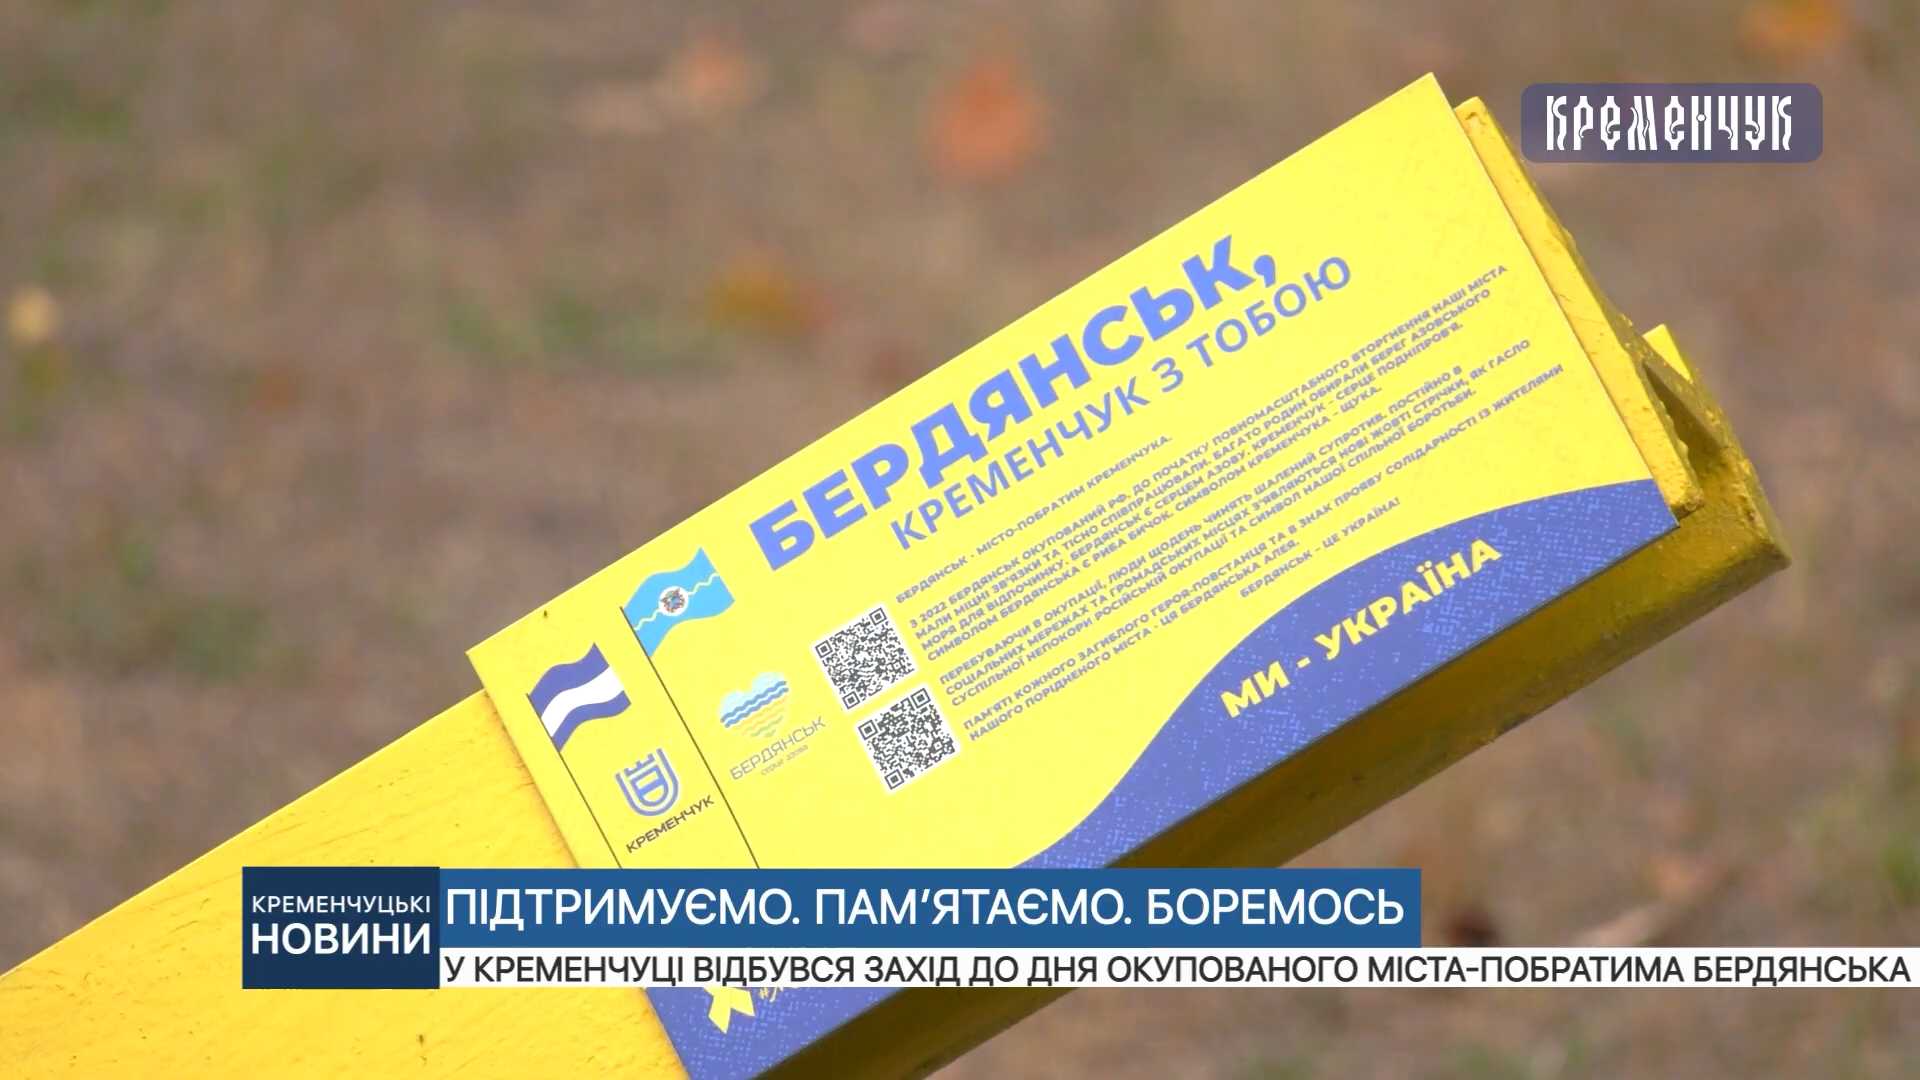 КРЕМЕНЧУК
БЕРДЯНСЬК,
КРЕМЕНЧУК З ТОБОЮ
БЕРДЯНСЬК - МІСТО-ПОБРАТИМ КРЕМЕНЧУКА.
З 2022 БЕРДЯНСЬК ОКУПОВАНИЙ РФ. ДО ПОЧАТКУ ПОВНОМАСШТАБНОГО ВТОРГНЕННЯ НАШІ МІСТА
МАЛИ МІЦНІ ЗВ'ЯЗКИ ТА ТІСНО СПІВПРАЦЮВАЛИ. БАГАТО РОДИН ОБИРАЛИ БЕРЕГ АЗОВСЬКОГО
МОРЯ ДЛЯ ВІДПОЧИНКУ. БЕРДЯНСЬК Є СЕРЦЕМ АЗОВУ. КРЕМЕНЧУК - СЕРЦЕ ПОДНІПРОВ'Я.
СИМВОЛОМ БЕРДЯНСЬКА Є РИБА БИЧОК. СИМВОЛОМ КРЕМЕНЧУКА - ЩУКА.
ПЕРЕБУВАЮЧИ В ОКУПАЦІЇ, ЛЮДИ ЩОДЕНЬ ЧИНЯТЬ ШАЛЕНИЙ СУПРОТИВ. ПОСТІЙНО В
СОЦІАЛЬНИХ МЕРЕЖАХ ТА ГРОМАДСЬКИХ МІСЦЯХ З'ЯВЛЯЮТЬСЯ НОВІ ЖОВТІ СТРІЧКИ, ЯК ГАСЛО
СУСПІЛЬНОЇ НЕПОКОРИ РОСІЙСЬКІЙ ОКУПАЦІЇ ТА СИМВОЛ НАШОЇ СПІЛЬНОЇ БОРОТЬБИ.
ПАМ'ЯТІ КОЖНОГО ЗАГИБЛОГО ГЕРОЯ-ПОВСТАНЦЯ ТА В ЗНАК ПРОЯВУ СОЛІДАРНОСТІ ІЗ ЖИТЕЛЯМИ
НАШОГО ПОРІДНЕНОГО МІСТА - ЦЯ БЕРДЯНСЬКА АЛЕЯ.
БЕРДЯНСЬК - ЦЕ УКРАЇНА!
БЕРДЯНСЬК
серце азова
КРЕМЕНЧУК
МИ - УКРАЇНА
КРЕМЕНЧУЦЬКІ
НОВИНИ
ПІДТРИМУЄМО. ПАМ‘ЯТАЄМО. БОРЕМОСЬ
У КРЕМЕНЧУЦІ ВІДБУВСЯ ЗАХІД ДО ДНЯ ОКУПОВАНОГО МІСТА-ПОБРАТИМА БЕРДЯНСЬКА